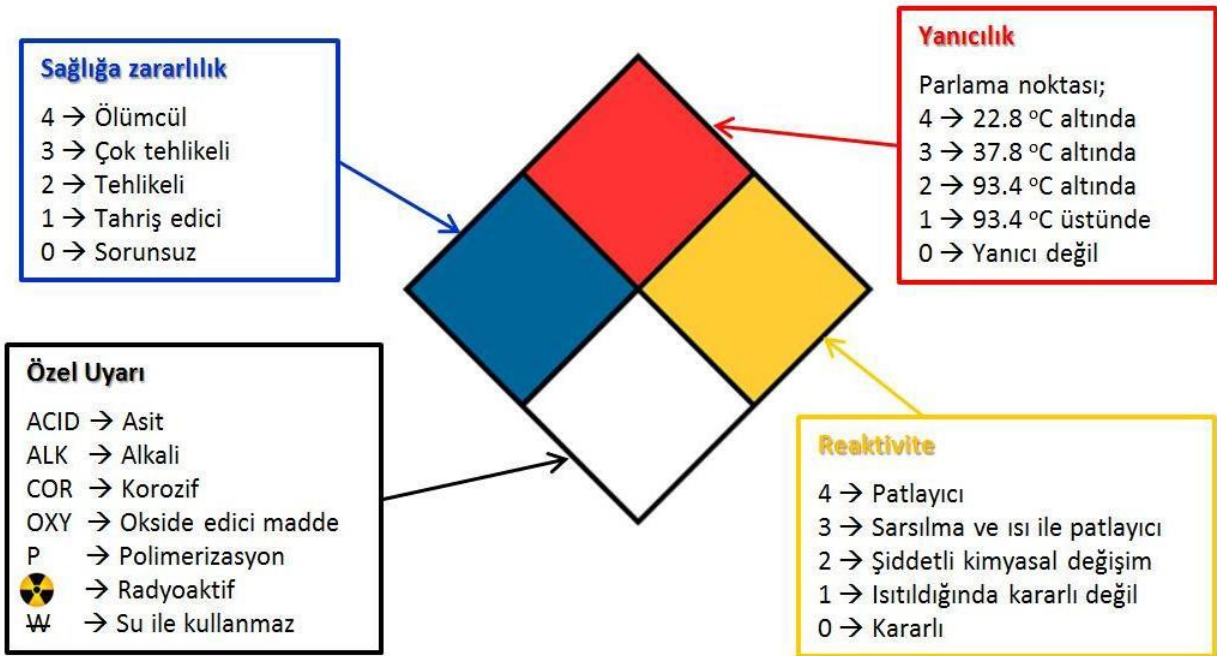 Sağlığa zararlılık
4 → Ölümcül
3 → Çok tehlikeli
2 → Tehlikeli
1 → Tahriş edici
0 → Sorunsuz
Yanıcılık
Parlama noktası;
4 → 22.8 °C altında
3 → 37.8 °C altında
2 → 93.4 °C altında
1 → 93.4 °C üstünde
0 → Yanıcı değil
Özel Uyarı
ACID → Asit
ALK → Alkali
COR → Korozif
OXY → Okside edici madde
P → Polimerizasyon
☢ → Radyoaktif
W̶ → Su ile kullanmaz
Reaktivite
4 → Patlayıcı
3 → Sarsılma ve ısı ile patlayıcı
2 → Şiddetli kimyasal değişim
1 → Isıtıldığında kararlı değil
0 → Kararlı